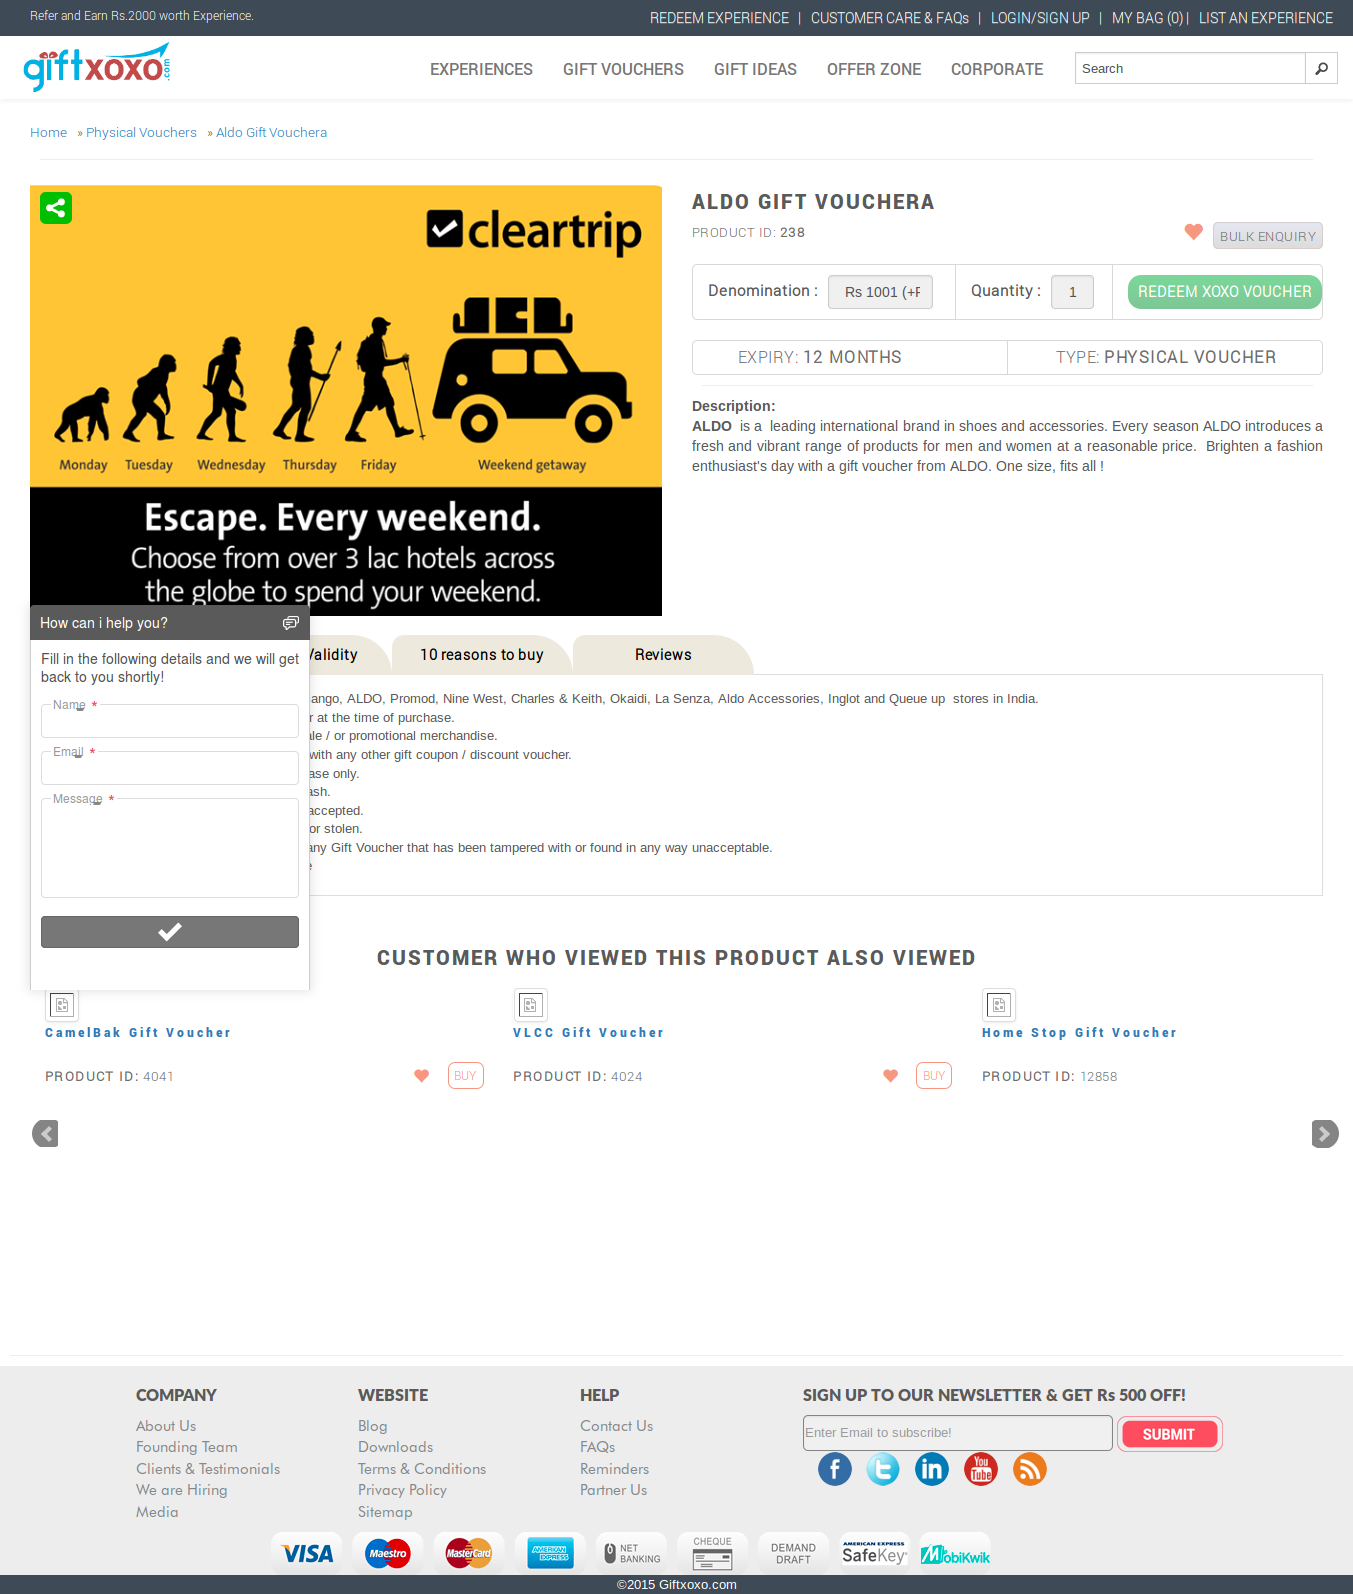 Refer and Earn Rs.2000 worth Experience.
REDEEM EXPERIENCE | CUSTOMER CARE & FAQs | LOGIN/SIGN UP | MY BAG (0) | LIST AN EXPERIENCE
giftxoxo.com
EXPERIENCES GIFT VOUCHERS GIFT IDEAS OFFER ZONE CORPORATE Search
Home » Physical Vouchers » Aldo Gift Vouchera
cleartrip
Monday Tuesday Wednesday Thursday Friday Weekend getaway
Escape. Every weekend.
Choose from over 3 lac hotels across
the globe to spend your weekend.
ALDO GIFT VOUCHERA
PRODUCT ID: 238
BULK ENQUIRY
Denomination : Rs 1001 (+F Quantity : 1 REDEEM XOXO VOUCHER
EXPIRY: 12 MONTHS TYPE: PHYSICAL VOUCHER
Description:
ALDO is a leading international brand in shoes and accessories. Every season ALDO introduces a
fresh and vibrant range of products for men and women at a reasonable price. Brighten a fashion
enthusiast's day with a gift voucher from ALDO. One size, fits all !
How can i help you?
Fill in the following details and we will get
back to you shortly!
Name *
Email *
Message *
Validity 10 reasons to buy Reviews
ango, ALDO, Promod, Nine West, Charles & Keith, Okaidi, La Senza, Aldo Accessories, Inglot and Queue up stores in India.
r at the time of purchase.
ale / or promotional merchandise.
with any other gift coupon / discount voucher.
ase only.
ash.
accepted.
or stolen.
any Gift Voucher that has been tampered with or found in any way unacceptable.
e
CUSTOMER WHO VIEWED THIS PRODUCT ALSO VIEWED
CamelBak Gift Voucher
PRODUCT ID: 4041 BUY
VLCC Gift Voucher
PRODUCT ID: 4024 BUY
Home Stop Gift Voucher
PRODUCT ID: 12858
COMPANY
About Us
Founding Team
Clients & Testimonials
We are Hiring
Media
WEBSITE
Blog
Downloads
Terms & Conditions
Privacy Policy
Sitemap
HELP
Contact Us
FAQs
Reminders
Partner Us
SIGN UP TO OUR NEWSLETTER & GET Rs 500 OFF!
Enter Email to subscribe! SUBMIT
f t in You Tube
VISA Maestro MasterCard AMERICAN EXPRESS NET BANKING CHEQUE DEMAND DRAFT AMERICAN EXPRESS SafeKey MobiKwik
©2015 Giftxoxo.com